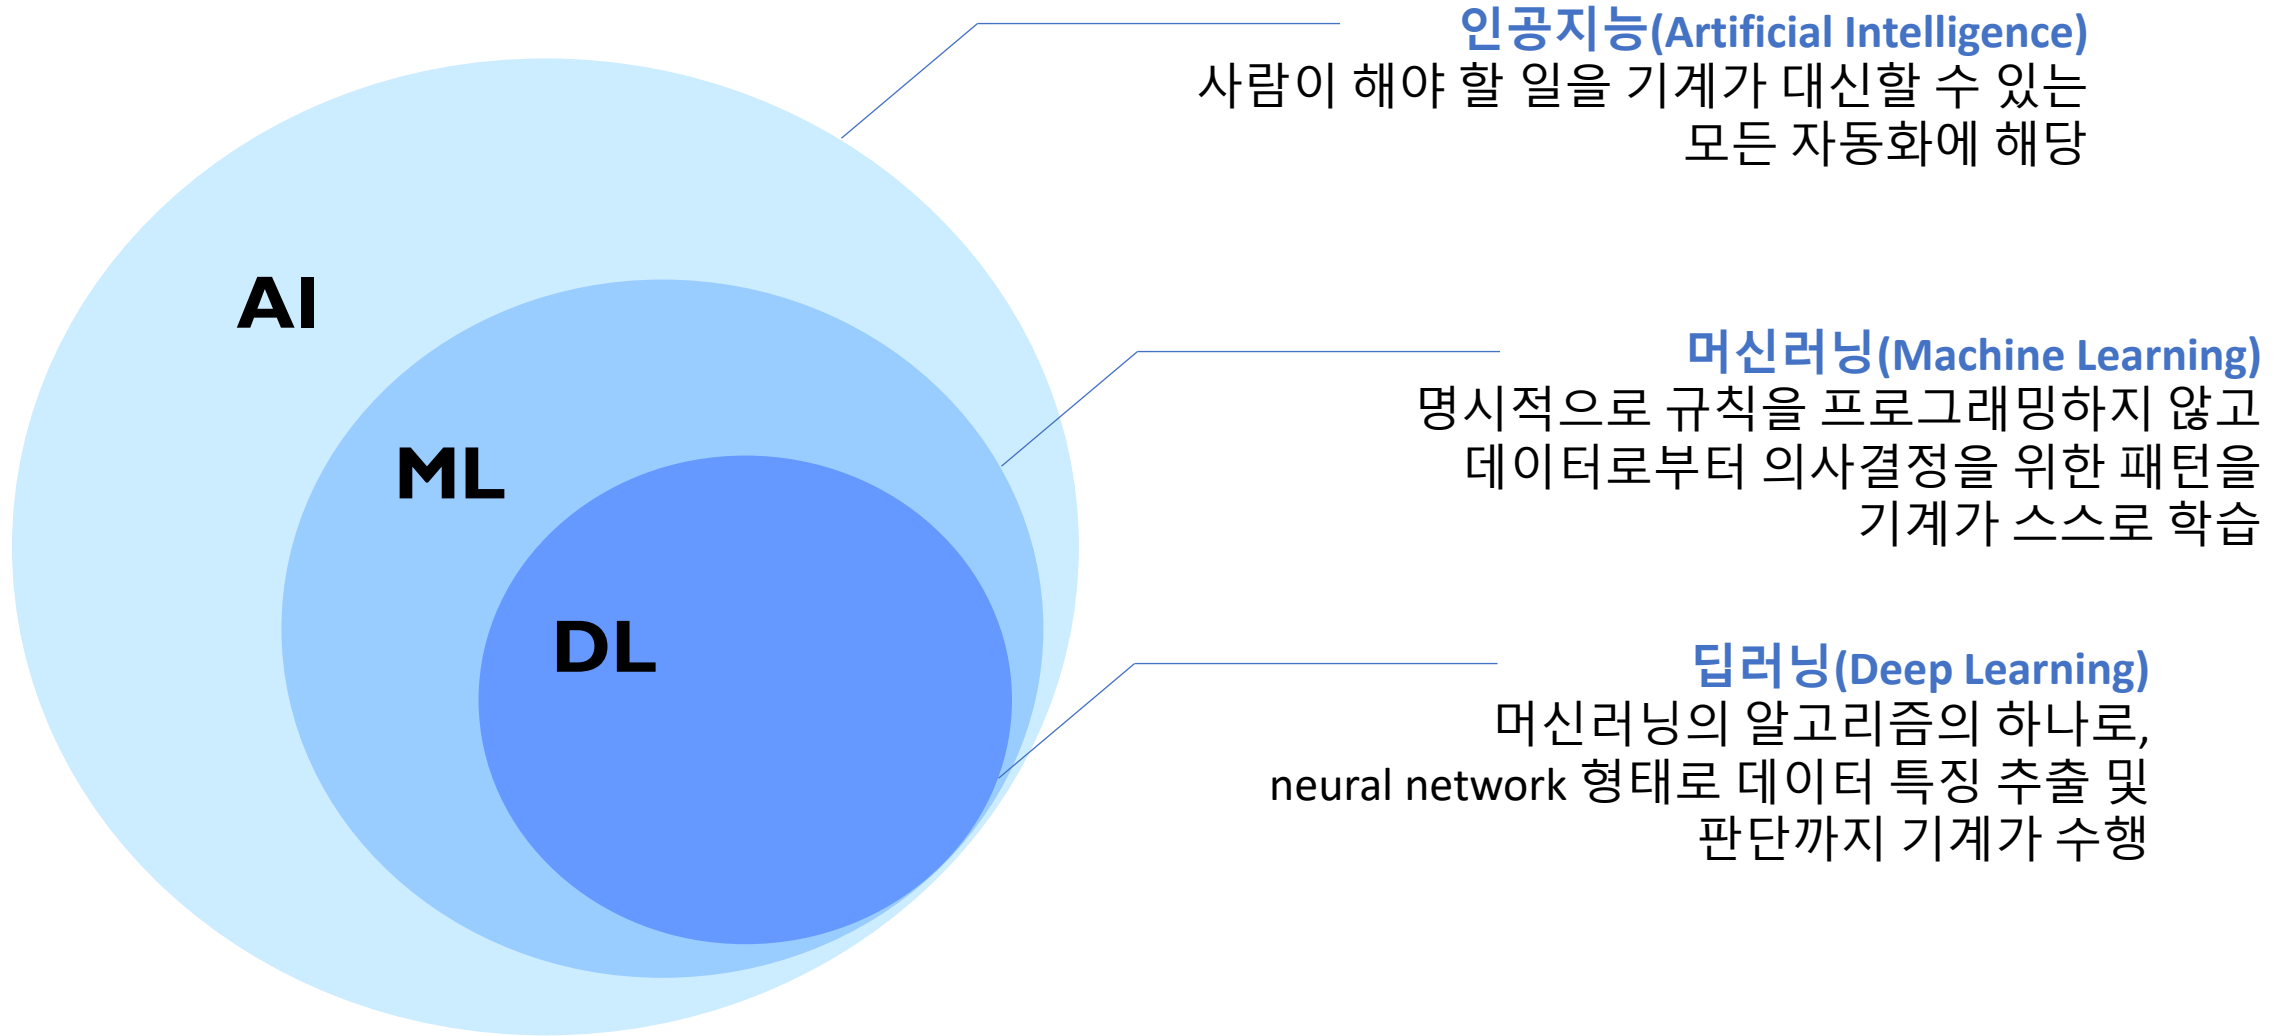 인공지능(Artificial Intelligence)
사람이 해야 할 일을 기계가 대신할 수 있는
모든 자동화에 해당
AI
머신러닝(Machine Learning)
명시적으로 규칙을 프로그래밍하지 않고
데이터로부터 의사결정을 위한 패턴을
기계가 스스로 학습
ML
딥러닝(Deep Learning)
머신러닝의 알고리즘의 하나로,
neural network 형태로 데이터 특징 추출 및
판단까지 기계가 수행
DL